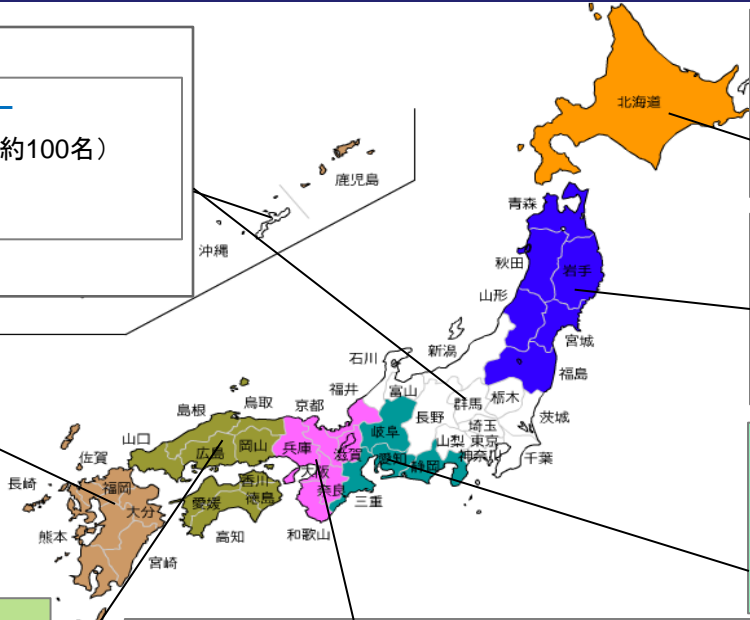 約100名）
北海道
鹿児島
青森
沖縄
秋田
岩手
山形
宮城
新潟
石川
福島
福井
富山
栃木
群馬
島根
鳥取
京都
長野
茨城
埼玉
岐阜
山口
広島
岡山
兵庫
滋賀
山梨
東京
神奈川
千葉
佐賀
大阪
愛知
静岡
長崎
福岡
香川
奈良
愛媛
徳島
三重
大分
熊本
高知
和歌山
宮崎